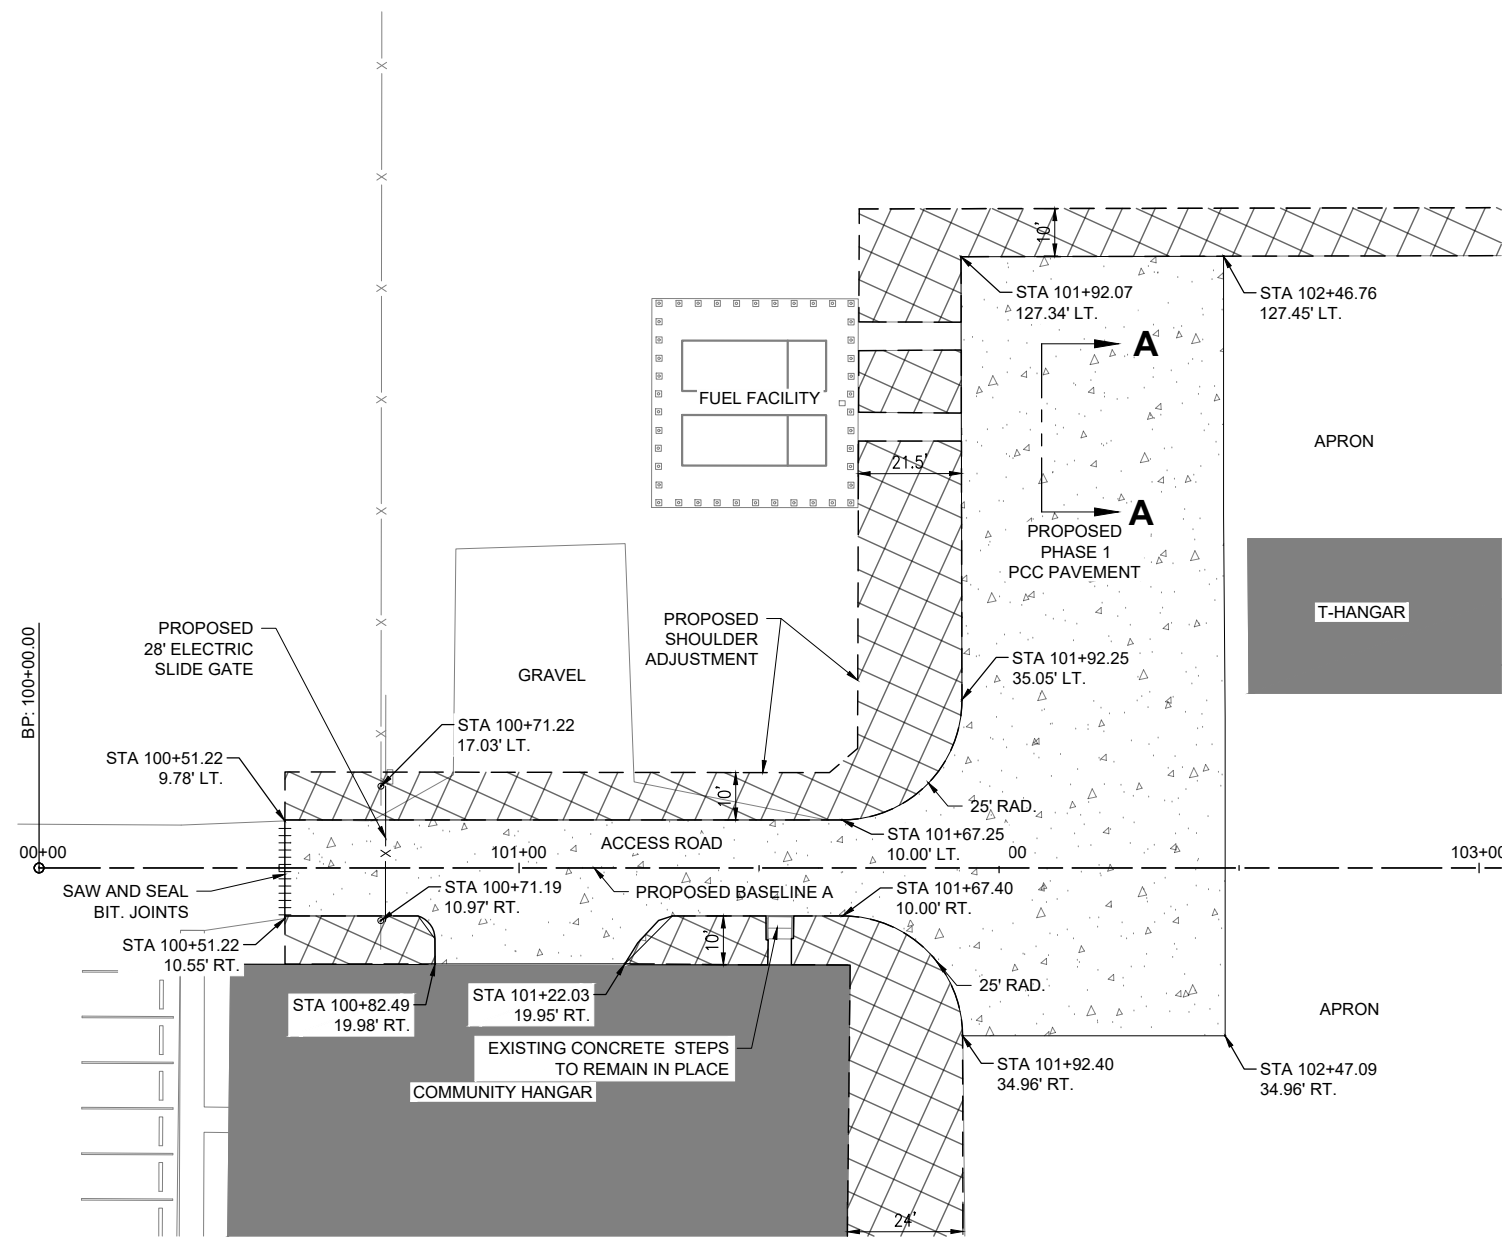 10'
STA 101+92.07
127.34' LT.
STA 102+46.76
127.45' LT.
A
FUEL FACILITY
APRON
21.5'
A
PROPOSED
PHASE 1
PCC PAVEMENT
T-HANGAR
PROPOSED
28' ELECTRIC
SLIDE GATE
PROPOSED
SHOULDER
ADJUSTMENT
BP: 100+00.00
GRAVEL
STA 101+92.25
35.05' LT.
STA 100+71.22
17.03' LT.
STA 100+51.22
9.78' LT.
10'
25' RAD.
STA 101+67.25
10.00' LT.
ACCESS ROAD
00+00
101+00
00
103+00
SAW AND SEAL
BIT. JOINTS
STA 100+71.19
10.97' RT.
PROPOSED BASELINE A
STA 101+67.40
10.00' RT.
STA 100+51.22
10.55' RT.
10'
STA 100+82.49
19.98' RT.
STA 101+22.03
19.95' RT.
25' RAD.
APRON
EXISTING CONCRETE STEPS
TO REMAIN IN PLACE
STA 101+92.40
34.96' RT.
STA 102+47.09
34.96' RT.
COMMUNITY HANGAR
24'
X
X
X
X
X
X
X
X